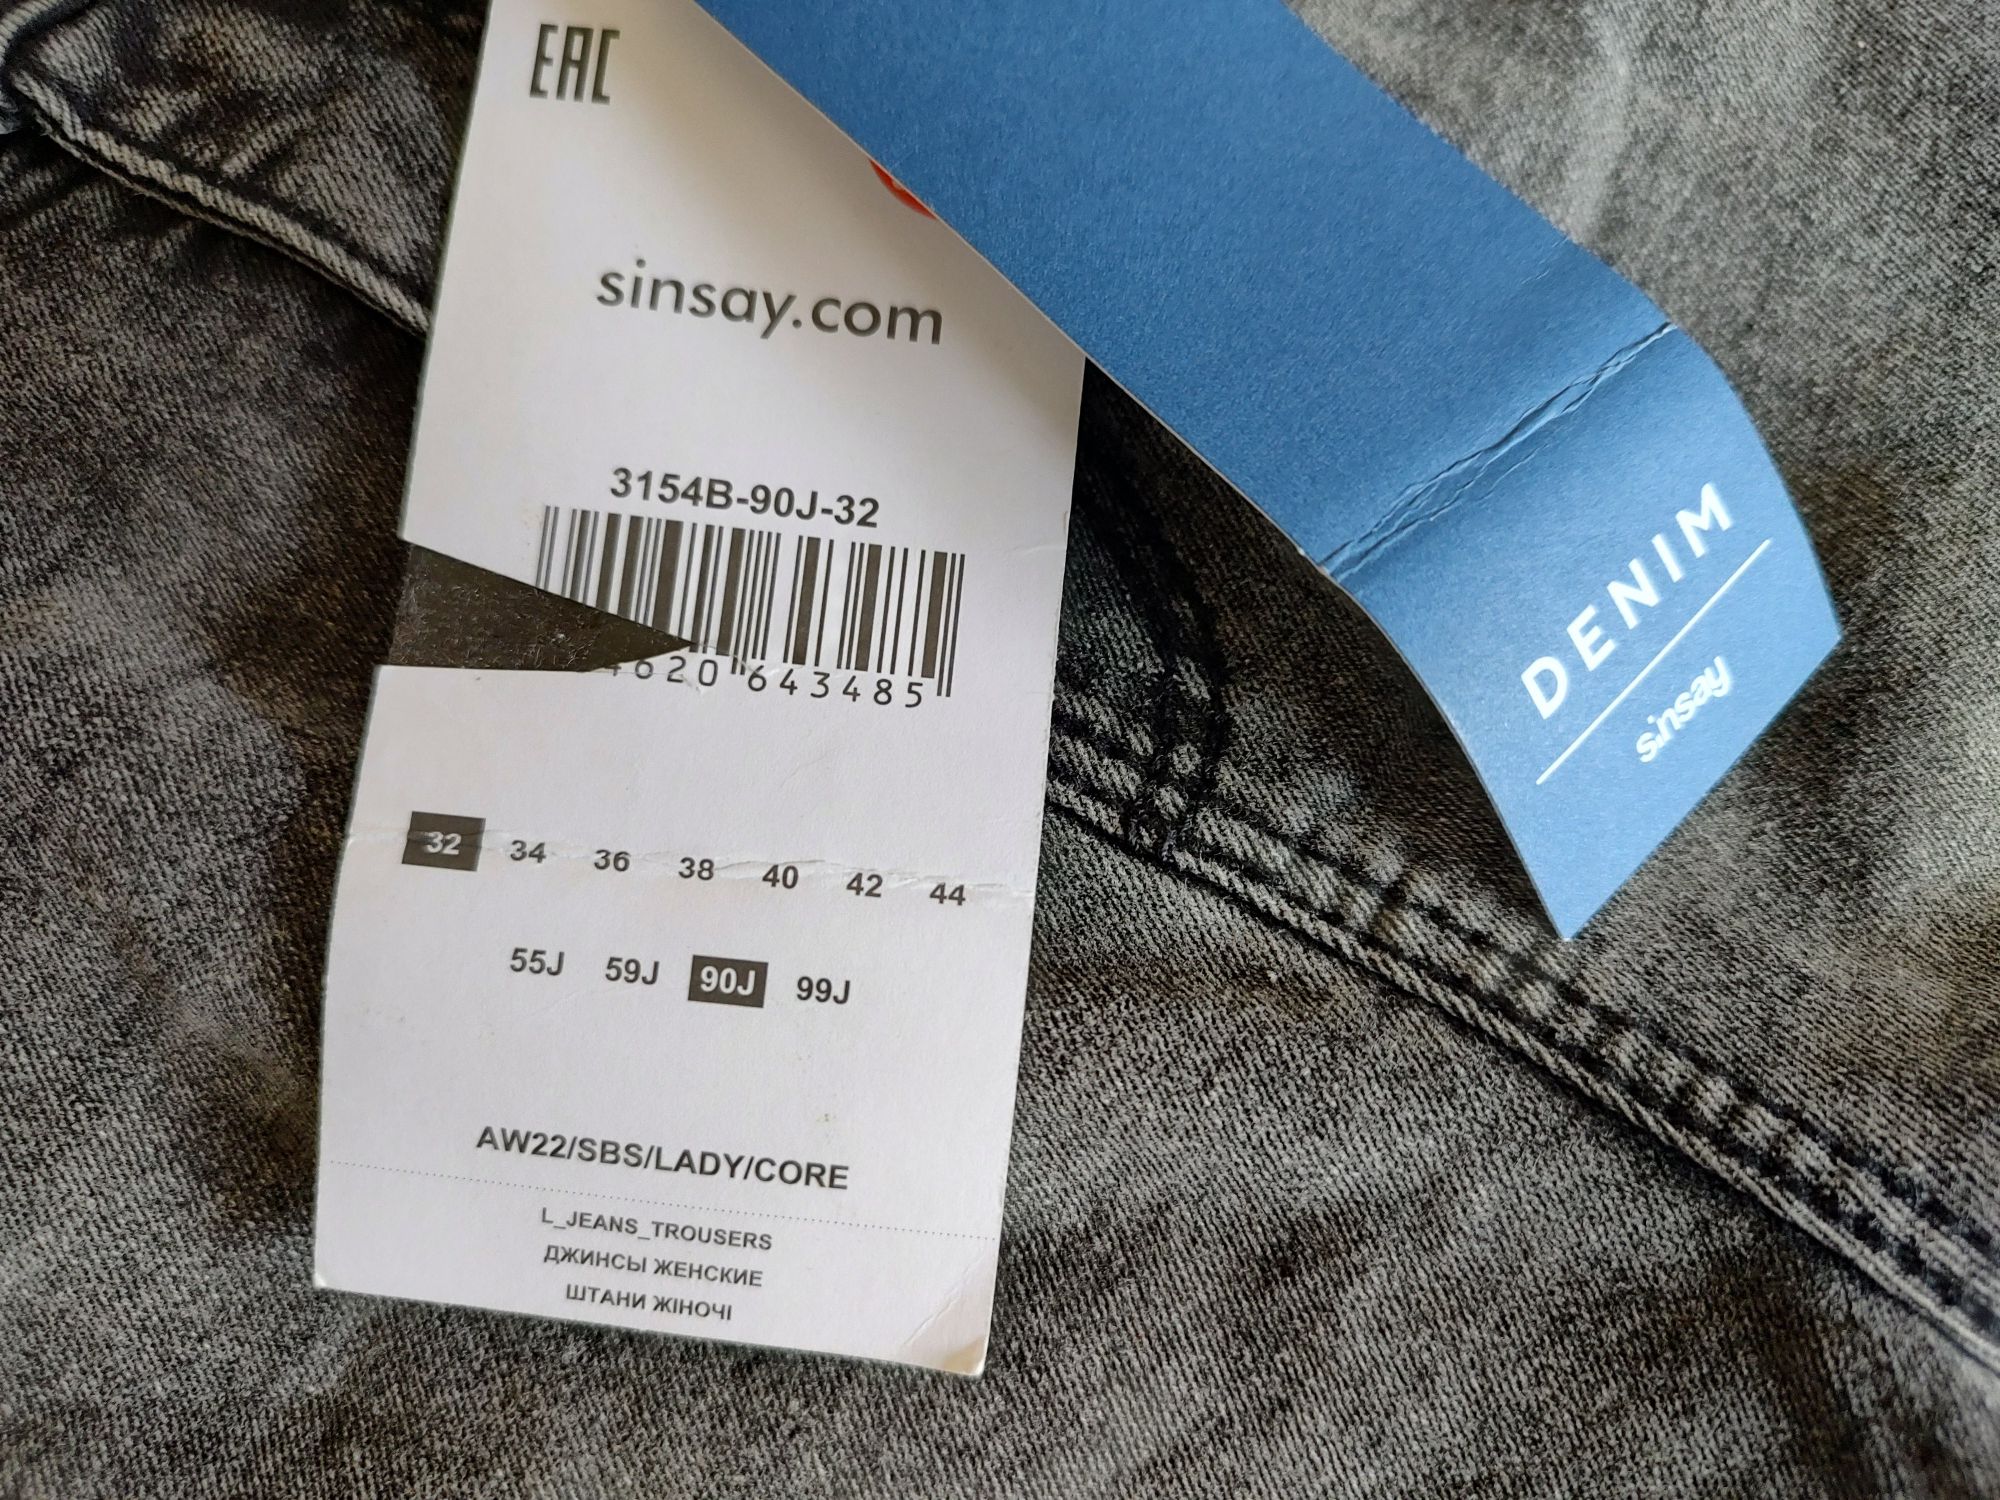 EAC
sinsay.com
3154B-90J-32
4620 643485
32 34 36 38 40 42 44
55J 59J 90J 99J
AW22/SBS/LADY/CORE
L_JEANS_TROUSERS
ДЖИНСЫ ЖЕНСКИЕ
ШТАНИ ЖІНОЧІ
DENIM
sinsay